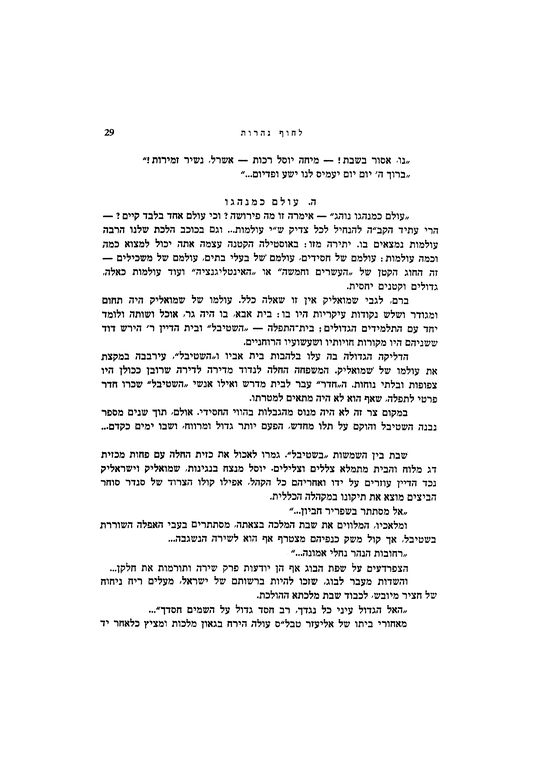 לחוף נהרות 29
„נו, אסור בשבת! — מיחה יוסל רכות — אשרל, נשיר זמירות!"
„ברוך ה׳ יום יום יעמיס לנו ישע ופדיום..."
ה. עולם כמנהגו
„עולם כמנהגו נוהג" — אימרה זו מה פירושה? וכי עולם אחד בלבד קיים? —
הרי עתיד הקב״ה להנחיל לכל צדיק ש״י עולמות... וגם בכוכב הלכת שלנו הרבה
עולמות נמצאים בו. יתירה מזו: באוסטילה הקטנה עצמה אתה יכול למצוא כמה
וכמה עולמות: עולמם של חסידים, עולמם של בעלי בתים, עולמם של משכילים —
זה החוג הקטן של „העשרים וחמשה" או „האינטליגנציה" ועוד עולמות כאלה,
גדולים וקטנים יחסית.
ברם, לגבי שמואליק אין זו שאלה כלל. עולמו של שמואליק היה תחום
ומגודר ושלש נקודות עיקריות היו בו: בית אבא, בו היה גר, אוכל ושותה ולומד
יחד עם התלמידים הגדולים; בית־התפלה — „השטיבל" ובית הדיין ר׳ הירש דוד
ששניהם היו מקורות חויותיו ושעשועיו הרוחניים.
הדליקה הגדולה בה עלו בלהבות בית אביו ו„השטיבל", עירבבה במקצת
את עולמו של שמואליק. המשפחה החלה לנדוד מדירה לדירה שרובן ככולן היו
צפופות ובלתי נוחות. ה„חדר" עבר לבית מדרש ואילו אנשי „השטיבל" שכרו חדר
פרטי לתפלה, שאף הוא לא היה מתאים למטרתו.
במקום צר זה לא היה מנוס מהגבלות בהווי החסידי. אולם, תוך שנים מספר
נבנה השטיבל והוקם על תלו מחדש, הפעם יותר גדול ומרווח, ושבו ימים כקדם...
שבת בין השמשות „בשטיבל". גמרו לאכול את כזית החלה עם פחות מכזית
דג מלוח והבית מתמלא צללים וצלילים. יוסל מנצח בנגינות, שמואליק וישראליק
נכד הדיין עוזרים על ידו ואחריהם כל הקהל, אפילו קולו הצרוד של סנדר סוחר
הביצים מוצא את תיקונו במקהלה הכללית.
„אל מסתתר בשפריר חביון..."
ומלאכיו, המלווים את שבת המלכה בצאתה, מסתתרים בעבי האפלה השוררת
בשטיבל, אך קול משק כנפיהם מצטרף אף הוא לשירה הנשגבה...
„רחובות הנהר נחלי אמונה..."
הצפרדעים על שפת הבוג אף הן יודעות פרק שירה ותורמות את חלקן...
והשדות מעבר לבוג, שזכו להיות ברשותם של ישראל, מעלים ריח ניחוח
של חציר מיובש, לכבוד שבת מלכתא ההולכת.
„האל הגדול עיני כל נגדך, רב חסד גדול על השמים חסדך"...
מאחורי ביתו של אליעזר טבל״ס עולה הירח בגאון מלכות ומציץ כלאחר יד